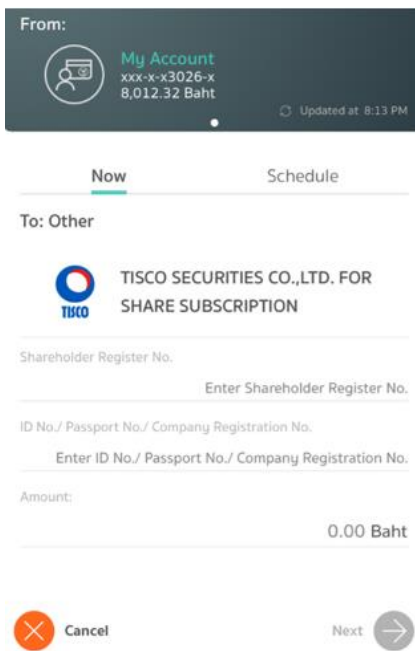 From:
My Account
xxx-x-x3026-x
8,012.32 Baht
Updated at 8:13 PM
Now Schedule
To: Other
TISCO
TISCO SECURITIES CO.,LTD. FOR
SHARE SUBSCRIPTION
Shareholder Register No.
Enter Shareholder Register No.
ID No./ Passport No./ Company Registration No.
Enter ID No./ Passport No./ Company Registration No.
Amount:
0.00 Baht
Cancel Next